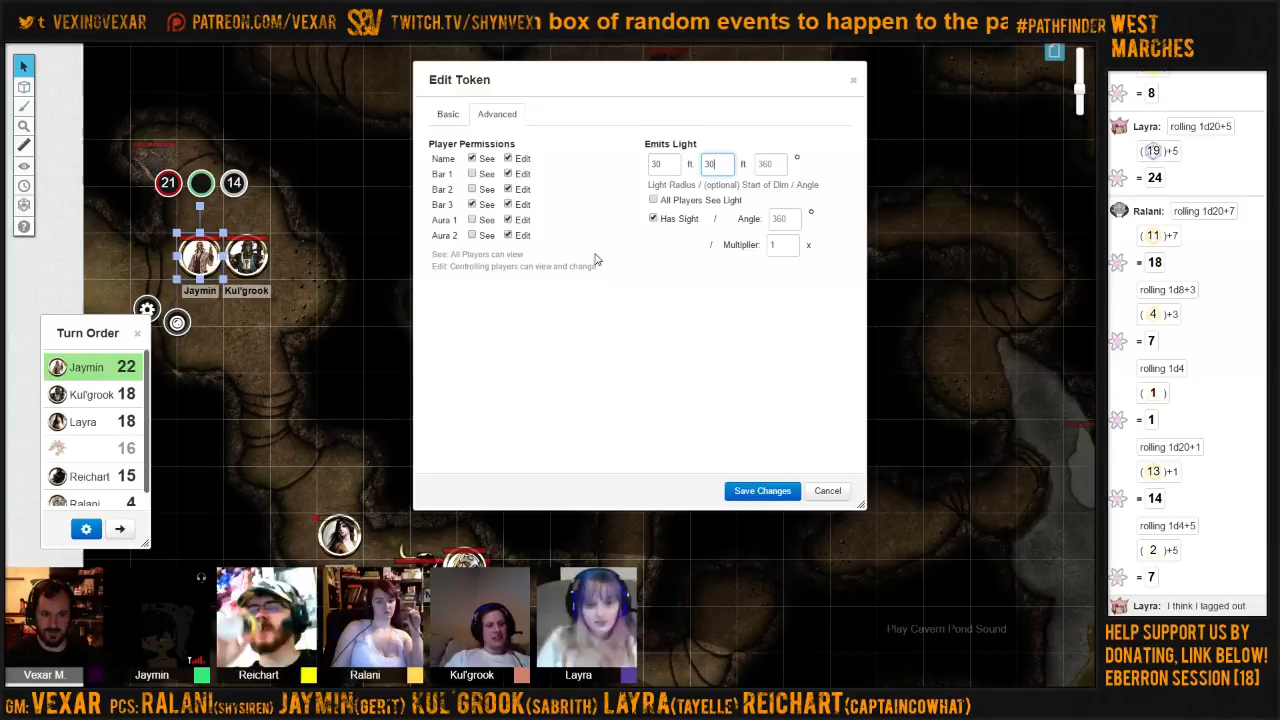 VEXINGVEXAR
PATREON.COM/VEXAR
TWITCH.TV/SHYNVEX
box of random events to happen to the pa
#PATHFINDER
WEST
MARCHES
Edit Token
×
Basic
Advanced
Player Permissions
Name See Edit
Bar 1 See Edit
Bar 2 See Edit
Bar 3 See Edit
Aura 1 See Edit
Aura 2 See Edit
See: All Players can view
Edit: Controlling players can view and change
Emits Light
30 ft. 30 ft 360 °
Light Radius / (optional) Start of Dim / Angle
All Players See Light
Has Sight / Angle: 360 °
/ Multiplier: 1 x
Save Changes
Cancel
21
14
Jaymin
Kul'grook
Turn Order ×
Jaymin 22
Kul'grook 18
Layra 18
16
Reichart 15
Ralani 4
= 8
Layra: rolling 1d20+5
(19)+5
= 24
Ralani: rolling 1d20+7
(11)+7
= 18
rolling 1d8+3
(4)+3
= 7
rolling 1d4
(1)
= 1
rolling 1d20+1
(13)+1
= 14
rolling 1d4+5
(2)+5
= 7
Layra: I think I lagged out
Play Cavern Pond Sound
Vexar M.
Jaymin
Reichart
Ralani
Kul'grook
Layra
HELP SUPPORT US BY
DONATING, LINK BELOW!
EBERRON SESSION [18]
GM: VEXAR PCS: RALANI(SHYSIREN) JAYMIN(GERIT) KUL'GROOK(SABRITH) LAYRA(TAYELLE) REICHART(CAPTAINCOWHAT)